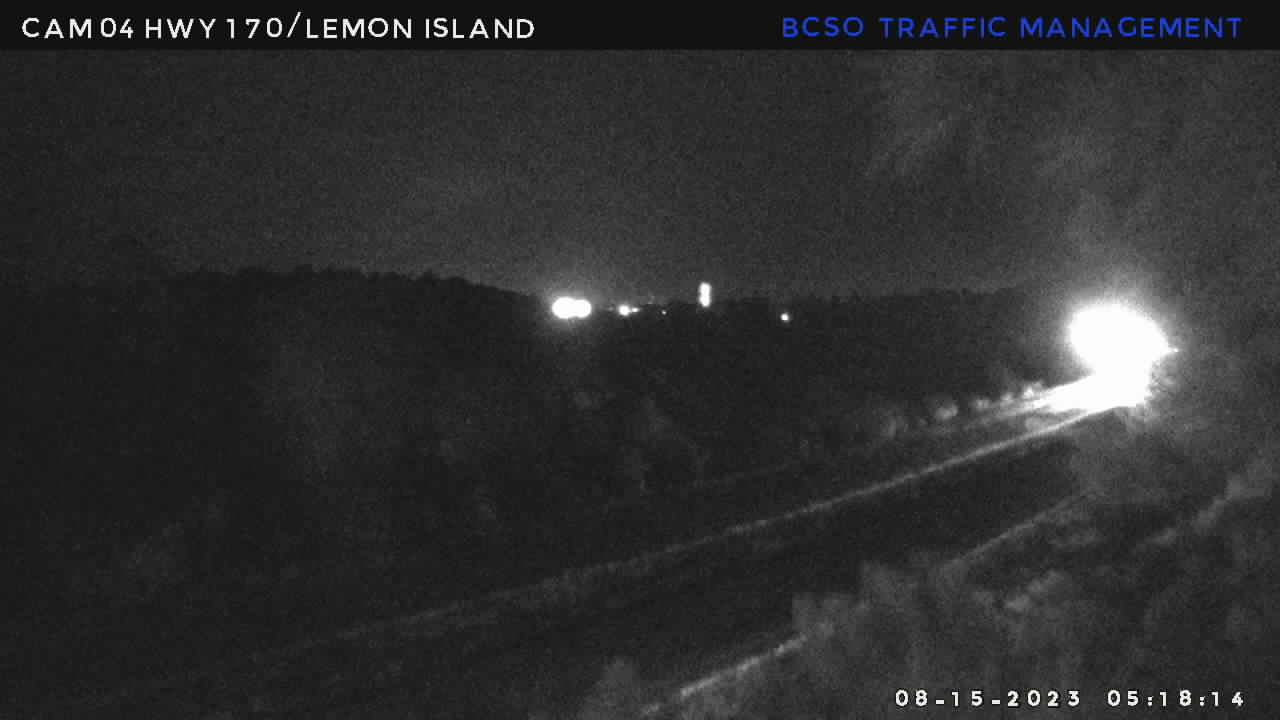 CAM 04 HWY 170/LEMON ISLAND
BCSO TRAFFIC MANAGEMENT
08-15-2023 05:18:14